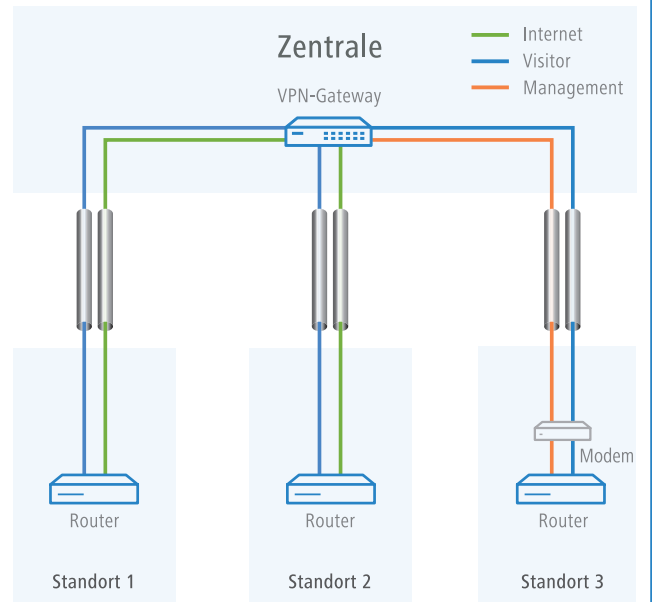 Zentrale
Internet
Visitor
Management
VPN-Gateway
Modem
Router
Router
Router
Standort 1
Standort 2
Standort 3